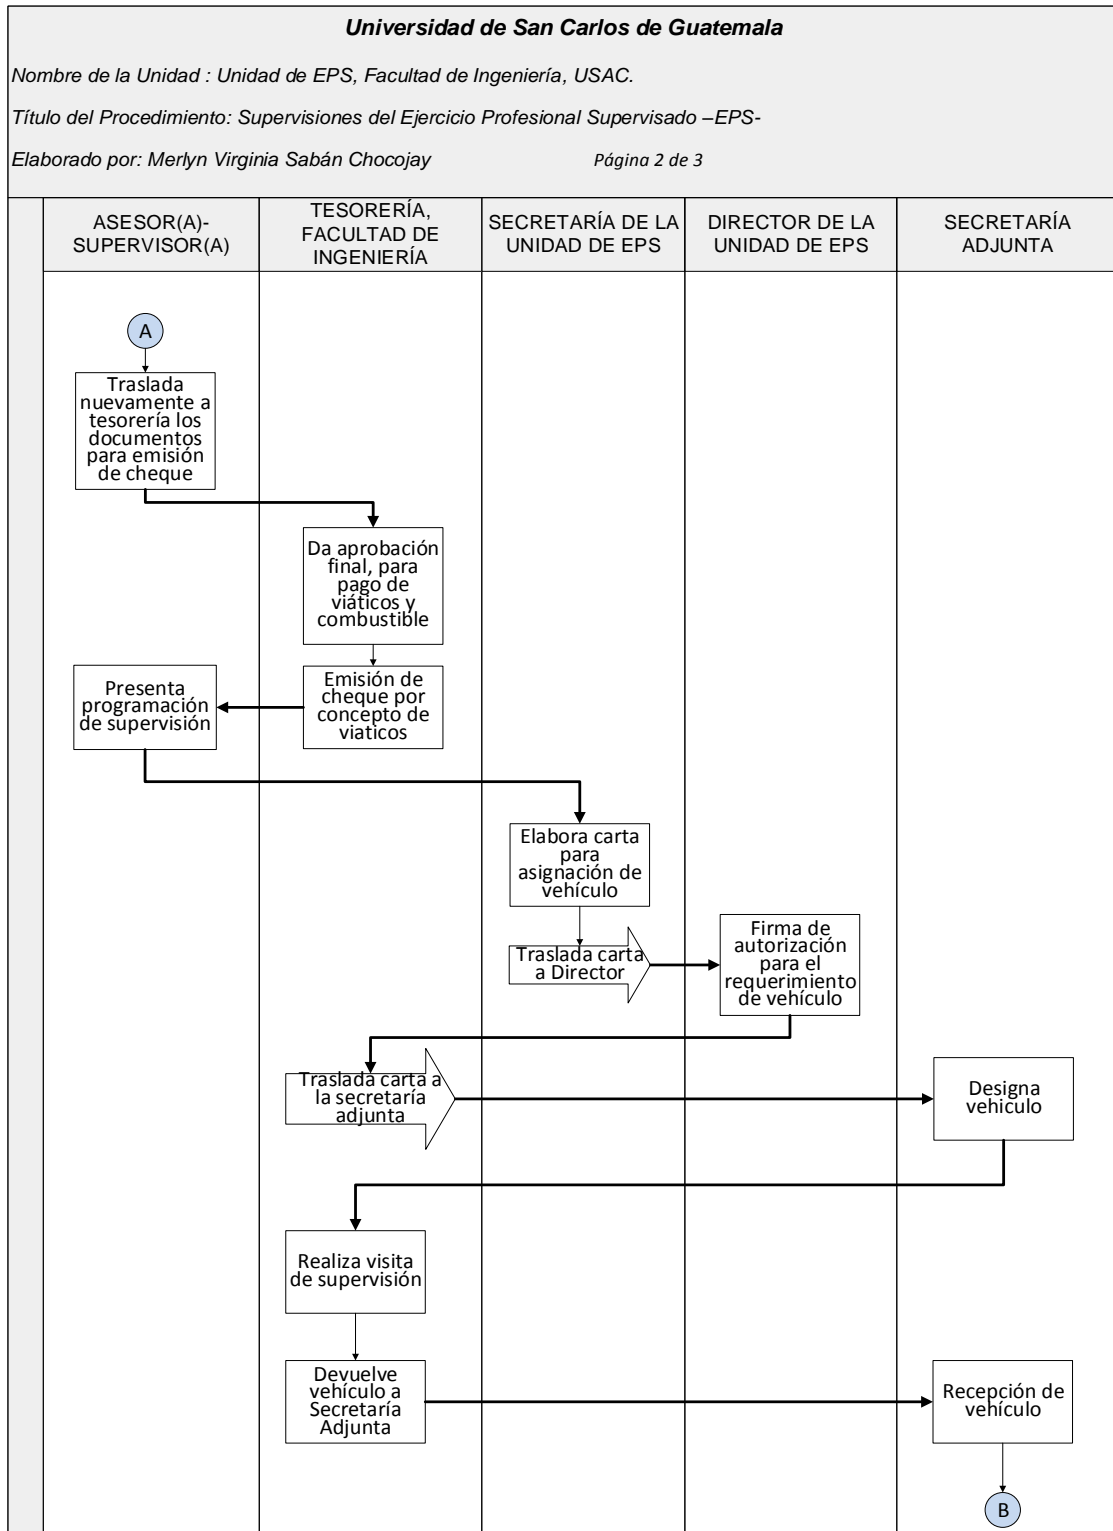 Universidad de San Carlos de Guatemala
Nombre de la Unidad : Unidad de EPS, Facultad de Ingeniería, USAC.
Título del Procedimiento: Supervisiones del Ejercicio Profesional Supervisado –EPS-
Elaborado por: Merlyn Virginia Sabán Chocojay Página 2 de 3
ASESOR(A)-
SUPERVISOR(A)
TESORERÍA,
FACULTAD DE
INGENIERÍA
SECRETARÍA DE LA
UNIDAD DE EPS
DIRECTOR DE LA
UNIDAD DE EPS
SECRETARÍA
ADJUNTA
A
Traslada
nuevamente a
tesorería los
documentos
para emisión
de cheque
Da aprobación
final, para
pago de
viáticos y
combustible
Emisión de
cheque por
concepto de
viaticos
Presenta
programación
de supervisión
Elabora carta
para
asignación de
vehículo
Traslada carta
a Director
Firma de
autorización
para el
requerimiento
de vehículo
Traslada carta a
la secretaría
adjunta
Designa
vehiculo
Realiza visita
de supervisión
Devuelve
vehículo a
Secretaría
Adjunta
Recepción de
vehículo
B